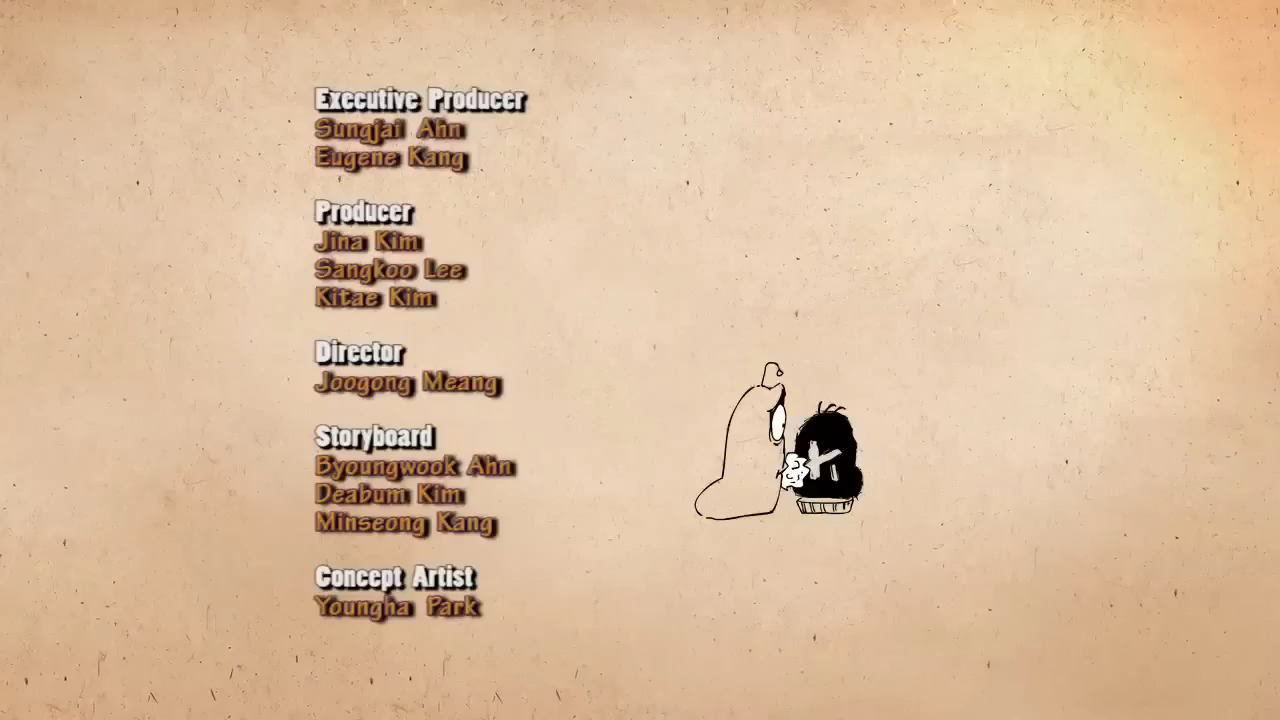 Executive Producer
Sungjai Ahn
Eugene Kang
Producer
Jina Kim
Sangkoo Lee
Kitae Kim
Director
Joogong Meang
Storyboard
Byoungwook Ahn
Deabum Kim
Minseong Kang
Concept Artist
Youngha Park